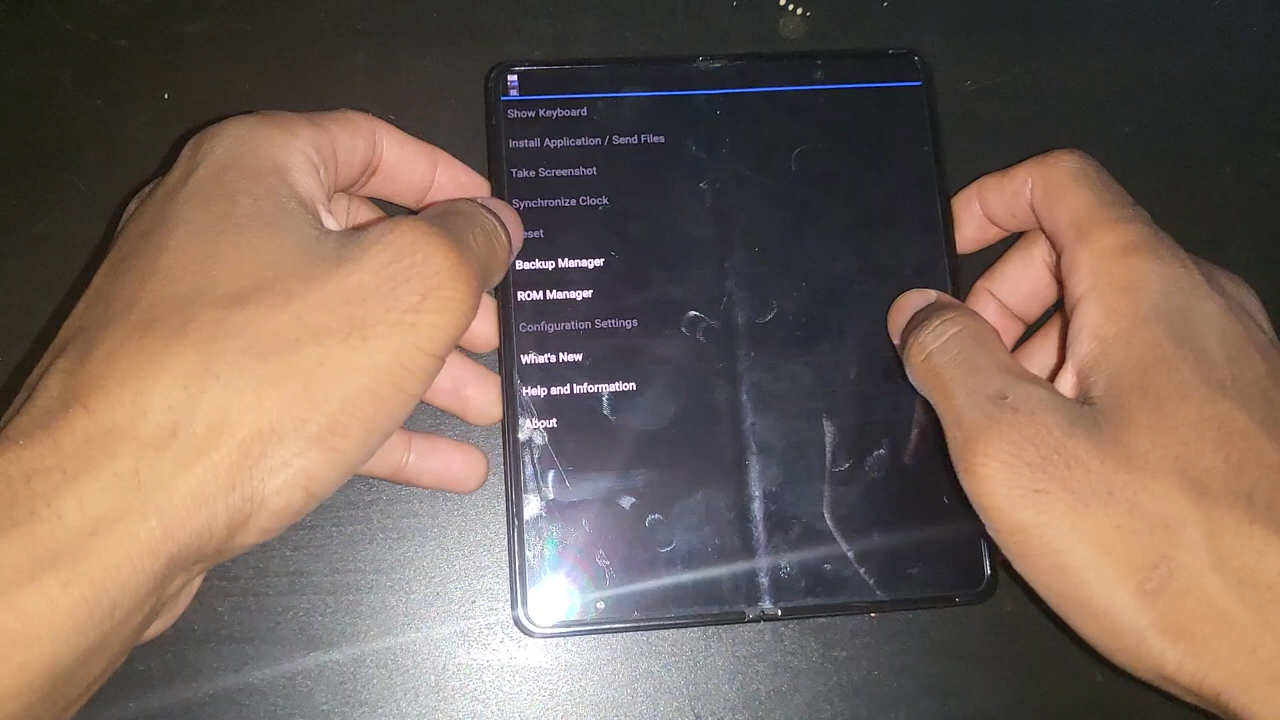 Show Keyboard
Install Application / Send Files
Take Screenshot
Synchronize Clock
eset
Backup Manager
ROM Manager
Configuration Settings
What's New
Help and Information
About